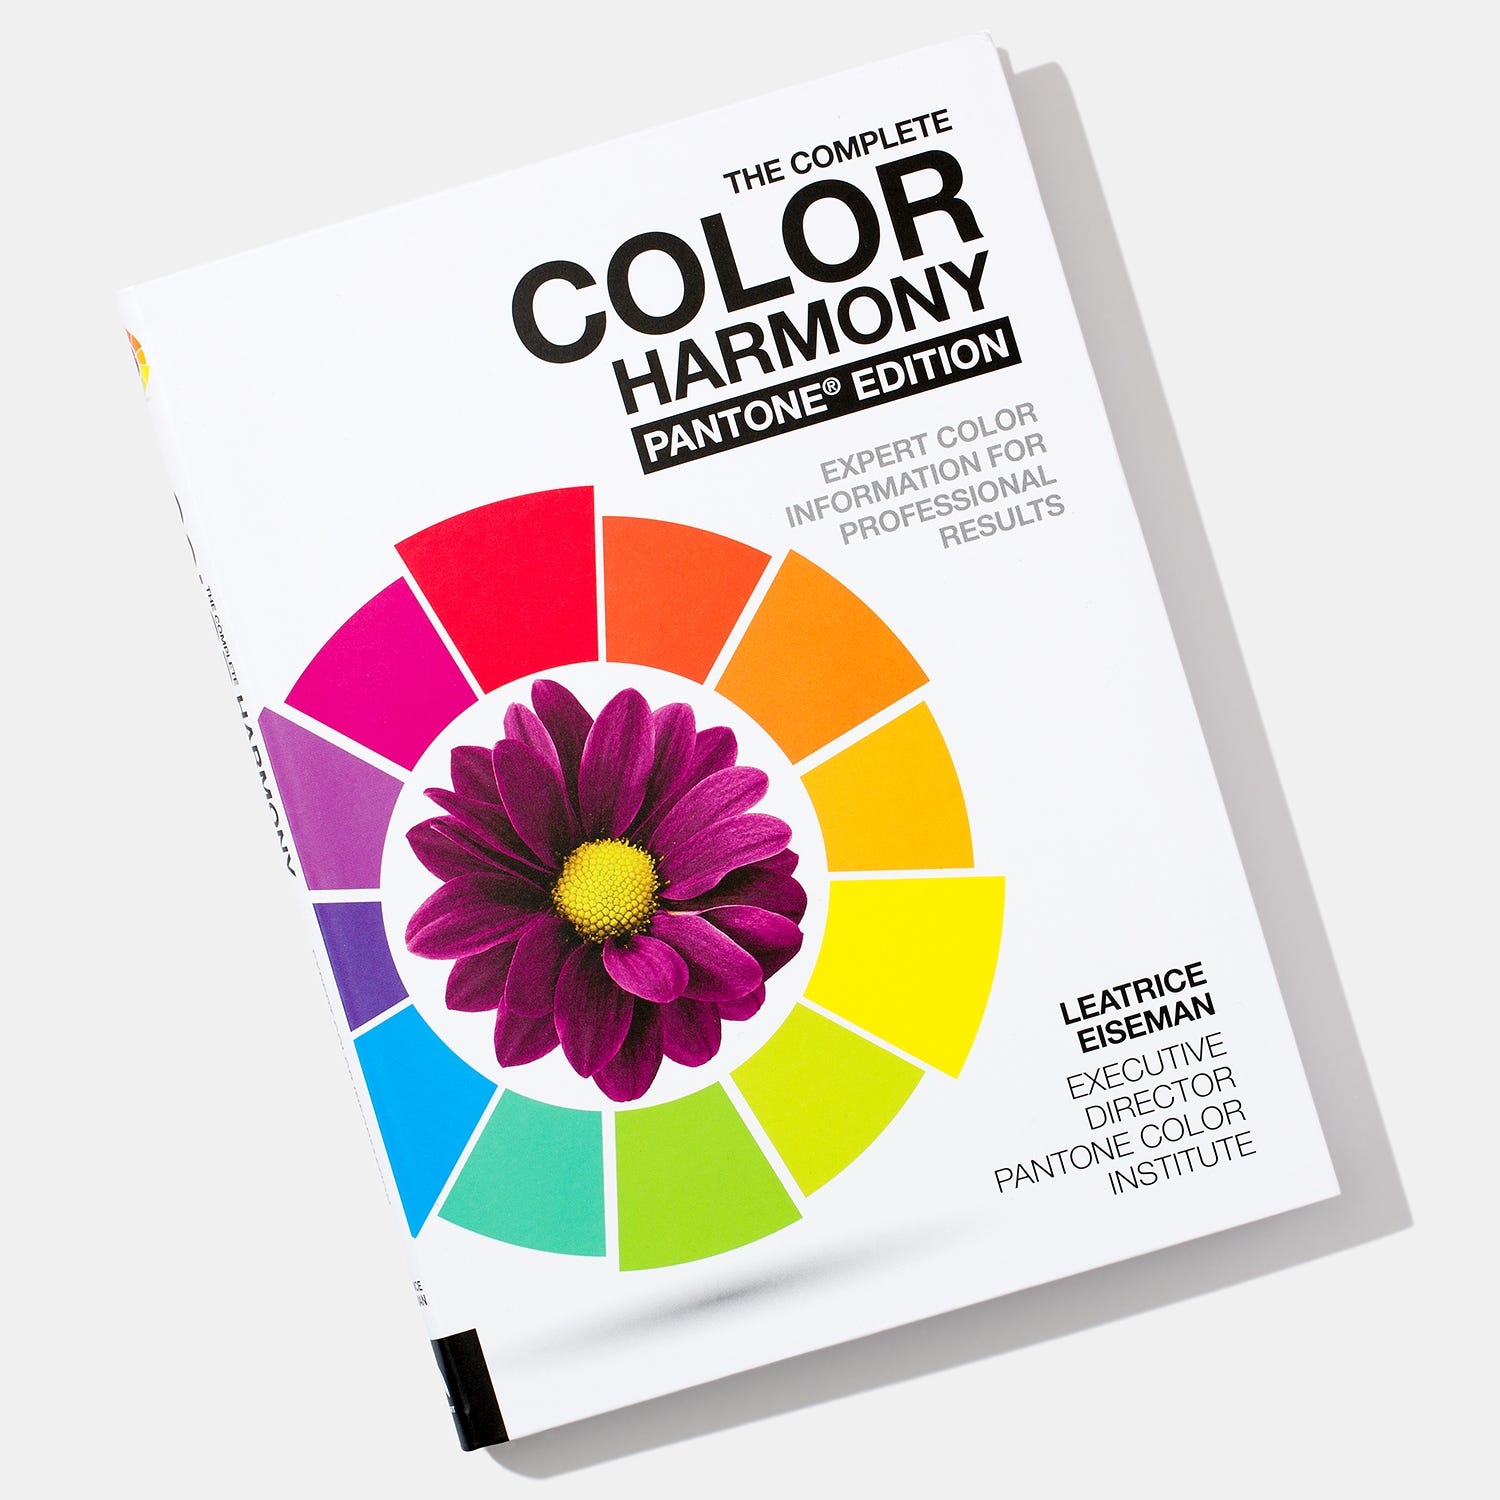 THE COMPLETE
COLOR
HARMONY
PANTONE® EDITION
EXPERT COLOR
INFORMATION FOR
PROFESSIONAL
RESULTS
LEATRICE
EISEMAN
EXECUTIVE
DIRECTOR
PANTONE COLOR
INSTITUTE
THE COMPLETE
HARMONY